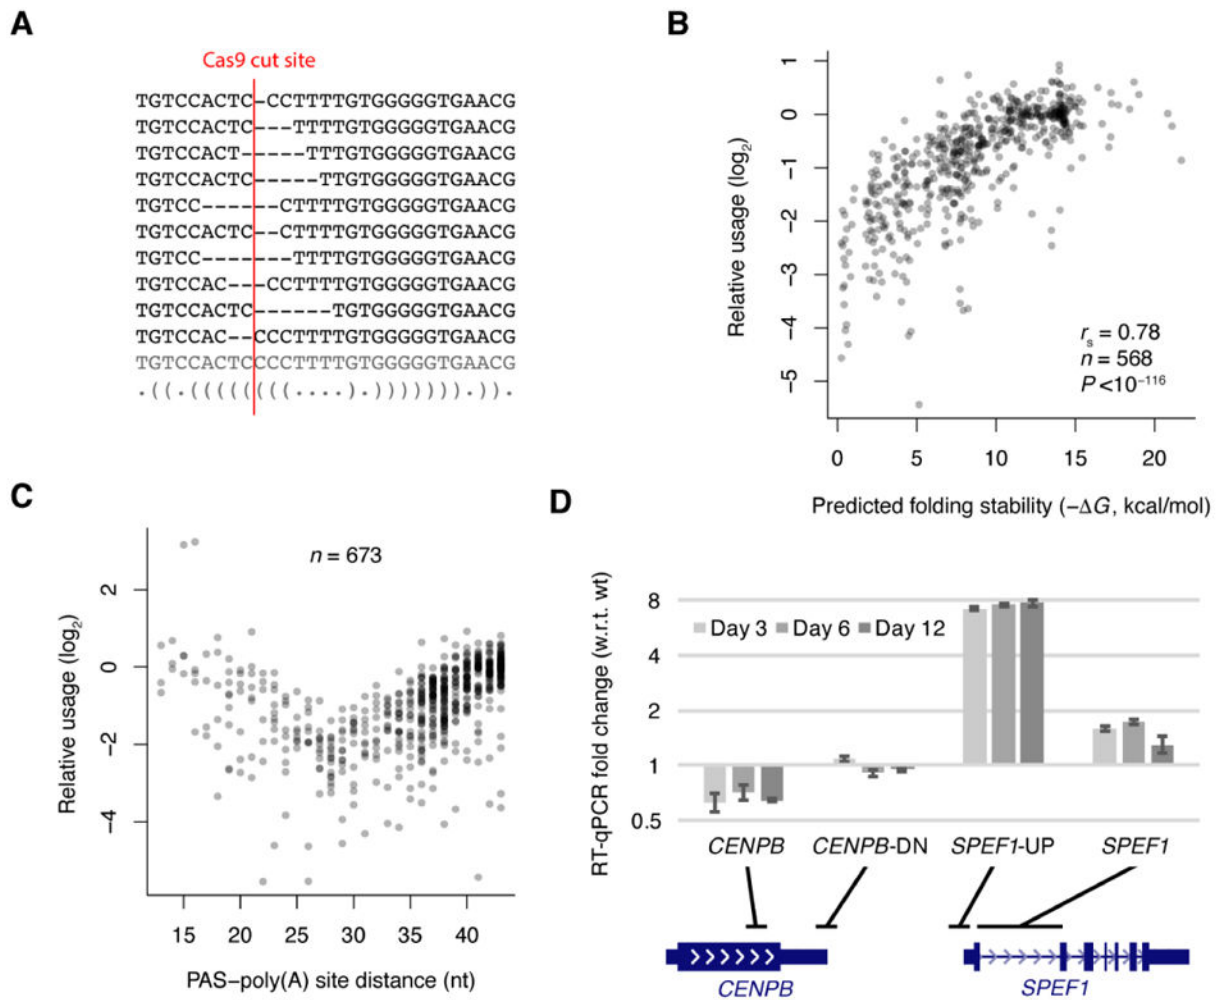 A
Cas9 cut site
TGTCCACTC-CCTTTTGTGGGGGTGAACG
TGTCCACTC---TTTTGTGGGGGTGAACG
TGTCCACT-----TTTGTGGGGGTGAACG
TGTCCACTC-----TTGTGGGGGTGAACG
TGTCC------CTTTTGTGGGGGTGAACG
TGTCCACTC--CTTTTGTGGGGGTGAACG
TGTCC-------TTTTGTGGGGGTGAACG
TGTCCAC---CCTTTTGTGGGGGTGAACG
TGTCCACTC------TGTGGGGGTGAACG
TGTCCAC--CCCTTTTGTGGGGGTGAACG
TGTCCACTCCCCTTTTGTGGGGGTGAACG
.((.((((((((....).))))))).)).
B
Relative usage (log₂)
1
0
−1
−2
−3
−4
−5
rₛ = 0.78
n = 568
P <10⁻¹¹⁶
0 5 10 15 20
Predicted folding stability (−ΔG, kcal/mol)
C
Relative usage (log₂)
n = 673
2
0
−2
−4
15 20 25 30 35 40
PAS−poly(A) site distance (nt)
D
RT-qPCR fold change (w.r.t. wt)
8
4
2
1
0.5
Day 3 Day 6 Day 12
CENPB CENPB-DN SPEF1-UP SPEF1
CENPB SPEF1